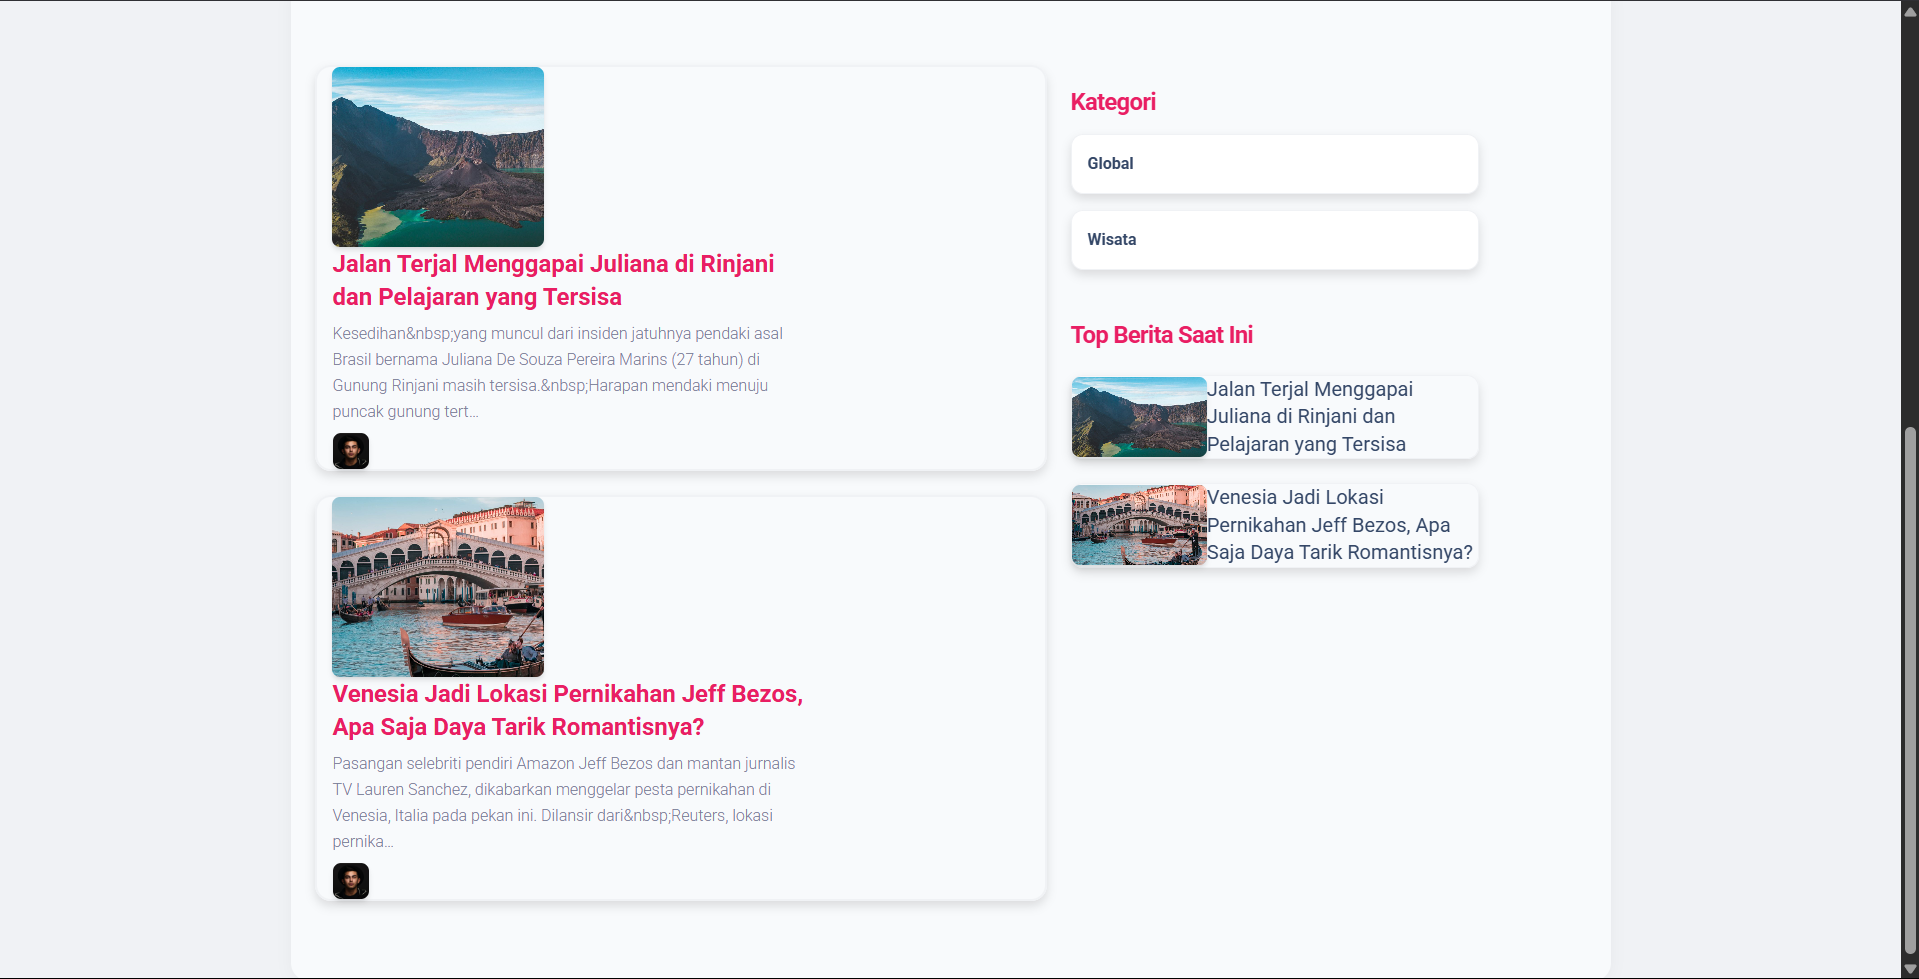 Jalan Terjal Menggapai Juliana di Rinjani
dan Pelajaran yang Tersisa
Kesedihan&nbsp;yang muncul dari insiden jatuhnya pendaki asal
Brasil bernama Juliana De Souza Pereira Marins (27 tahun) di
Gunung Rinjani masih tersisa.&nbsp;Harapan mendaki menuju
puncak gunung tert...
Venesia Jadi Lokasi Pernikahan Jeff Bezos,
Apa Saja Daya Tarik Romantisnya?
Pasangan selebriti pendiri Amazon Jeff Bezos dan mantan jurnalis
TV Lauren Sanchez, dikabarkan menggelar pesta pernikahan di
Venesia, Italia pada pekan ini. Dilansir dari&nbsp;Reuters, lokasi
pernika...
Kategori
Global
Wisata
Top Berita Saat Ini
Jalan Terjal Menggapai
Juliana di Rinjani dan
Pelajaran yang Tersisa
Venesia Jadi Lokasi
Pernikahan Jeff Bezos, Apa
Saja Daya Tarik Romantisnya?